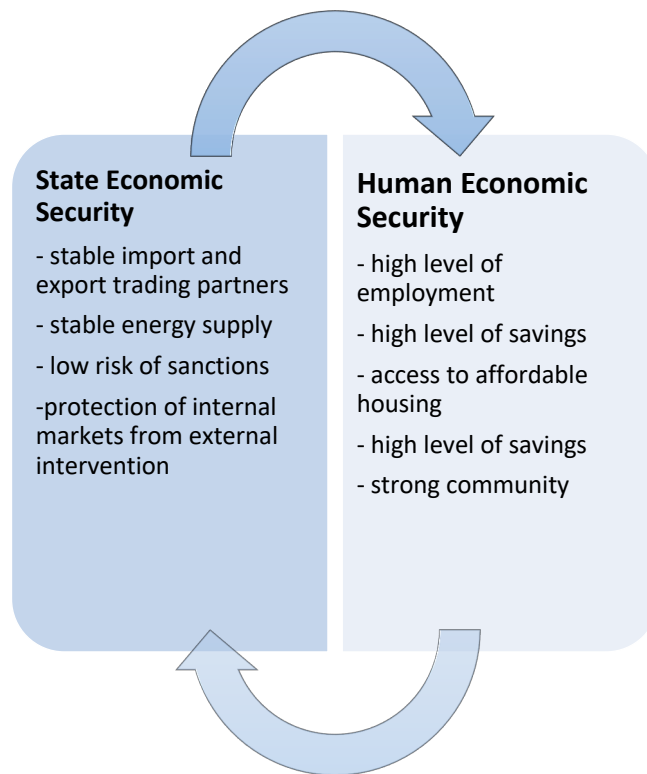 State Economic
Security
- stable import and
export trading partners
- stable energy supply
- low risk of sanctions
-protection of internal
markets from external
intervention
Human Economic
Security
- high level of
employment
- high level of savings
- access to affordable
housing
- high level of savings
- strong community